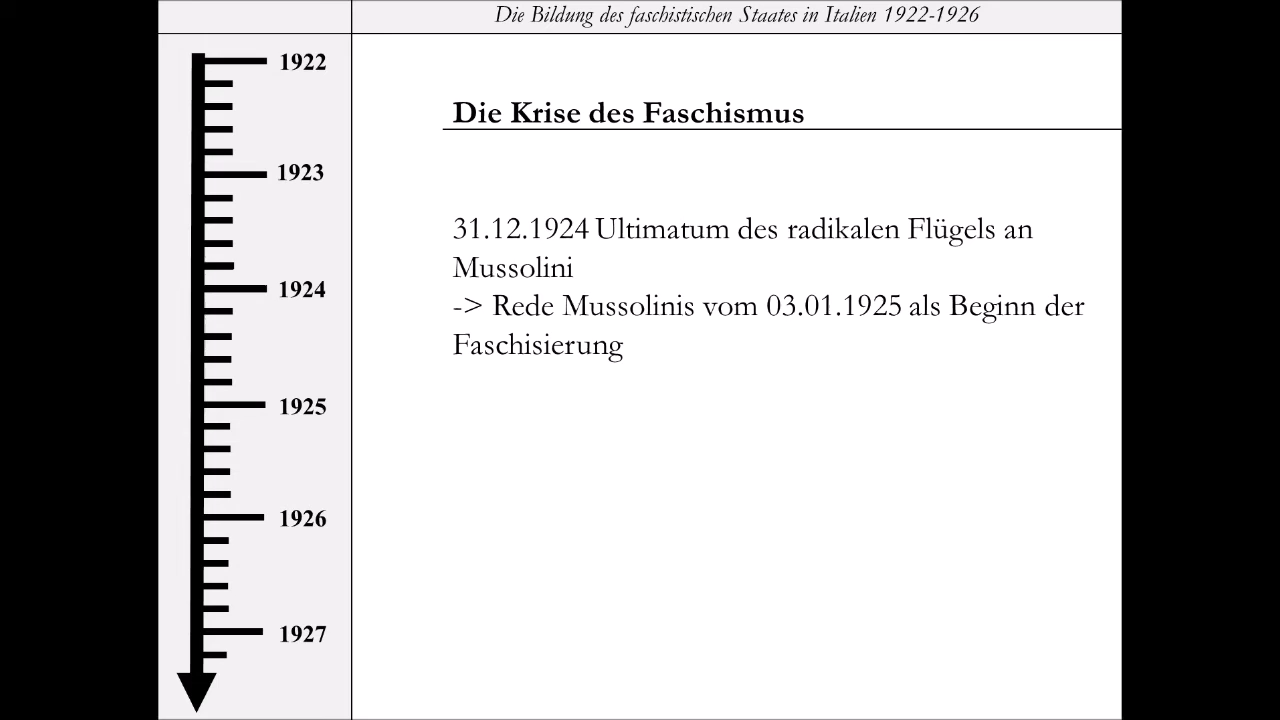 Die Bildung des faschistischen Staates in Italien 1922-1926
1922
1923
1924
1925
1926
1927
Die Krise des Faschismus
31.12.1924 Ultimatum des radikalen Flügels an
Mussolini
-> Rede Mussolinis vom 03.01.1925 als Beginn der
Faschisierung